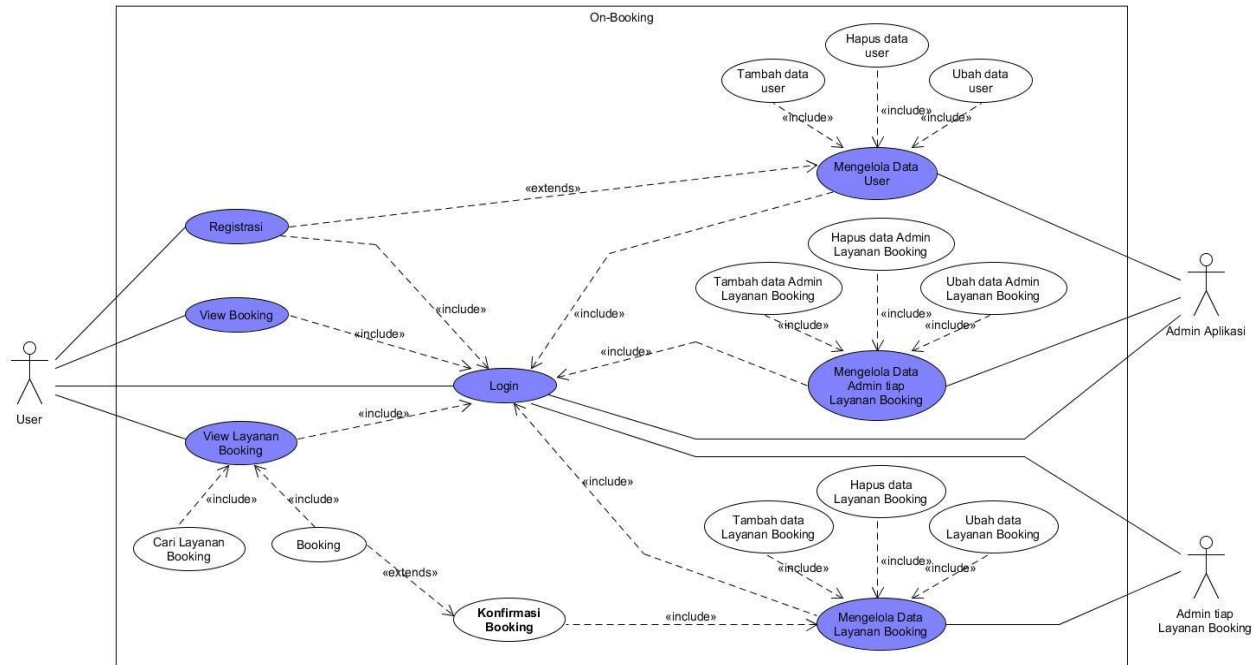 On-Booking
Hapus data
user
Tambah data
user
Ubah data
user
«include»
«include»
«include»
Mengelola Data
User
«extends»
Registrasi
Hapus data Admin
Layanan Booking
Tambah data Admin
Layanan Booking
Ubah data Admin
Layanan Booking
«include»
«include»
«include»
«include»
«include»
View Booking
«include»
«include»
Admin Aplikasi
Mengelola Data
Admin tiap
Layanan Booking
Login
User
«include»
View Layanan
Booking
«include»
«include»
Hapus data
Layanan Booking
Tambah data
Layanan Booking
Ubah data
Layanan Booking
«include»
Cari Layanan
Booking
Booking
«include»
«include»
«include»
«extends»
Konfirmasi
Booking
«include»
Mengelola Data
Layanan Booking
Admin tiap
Layanan Booking